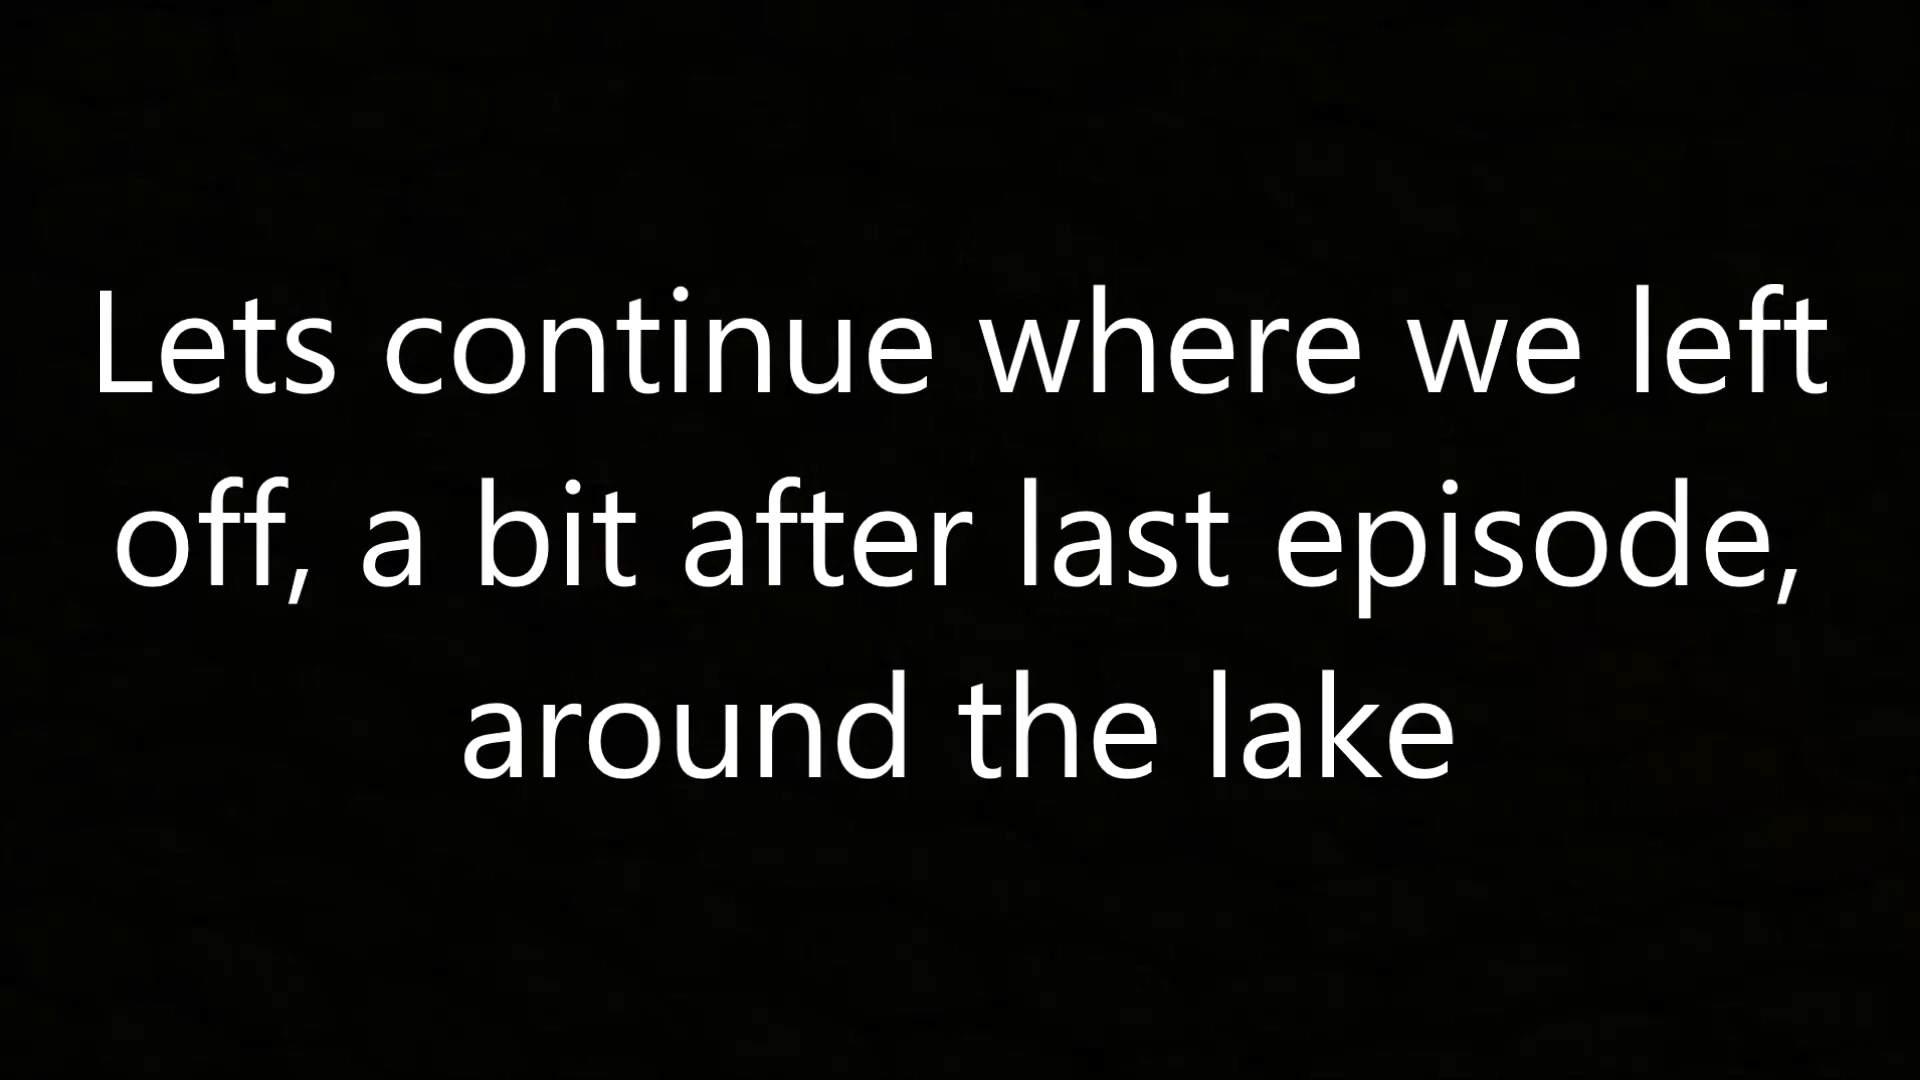 Lets continue where we left
off, a bit after last episode,
around the lake